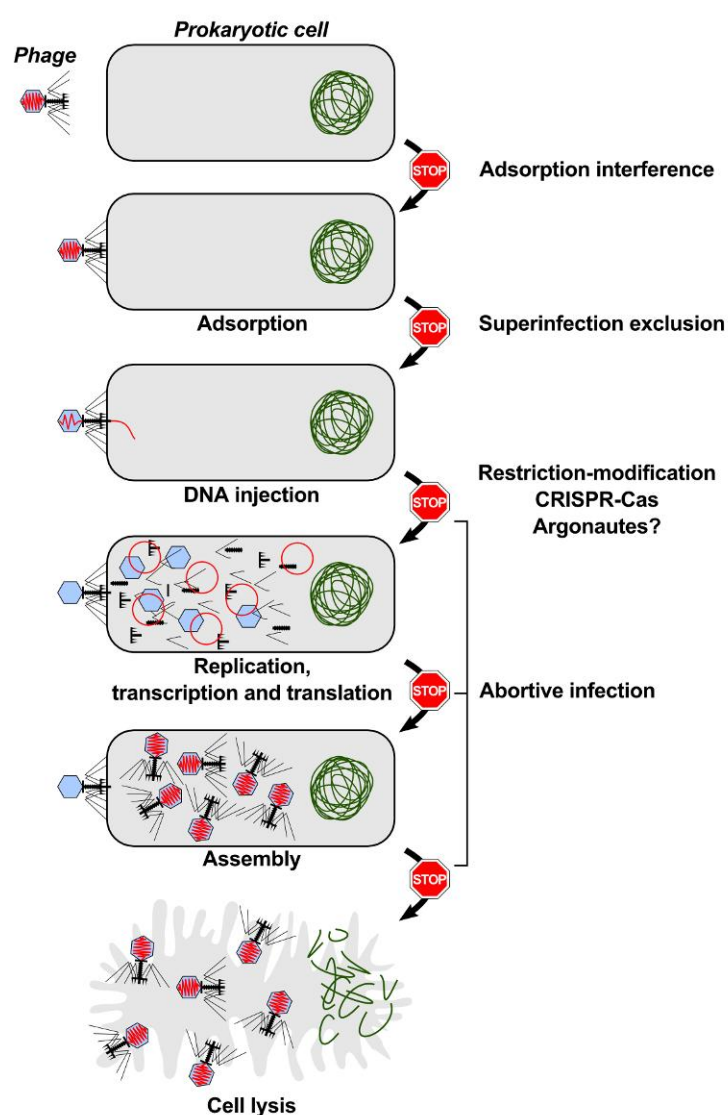 Prokaryotic cell
Phage
STOP
Adsorption interference
Adsorption
STOP
Superinfection exclusion
DNA injection
STOP
Restriction-modification
CRISPR-Cas
Argonautes?
Replication,
transcription and translation
STOP
Abortive infection
Assembly
STOP
Cell lysis